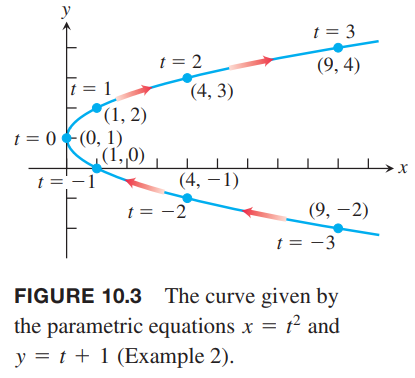 y
t = 3
t = 2
(9, 4)
t = 1
(4, 3)
(1, 2)
t = 0
(0, 1)
(1, 0)
x
t = −1
(4, −1)
t = −2
(9, −2)
t = −3
FIGURE 10.3 The curve given by
the parametric equations x = t² and
y = t + 1 (Example 2).